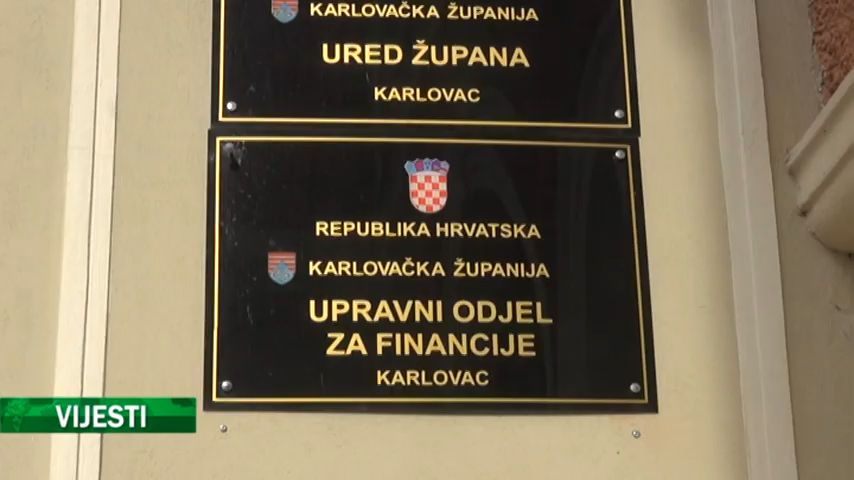 KARLOVAČKA ŽUPANIJA
URED ŽUPANA
KARLOVAC
REPUBLIKA HRVATSKA
KARLOVAČKA ŽUPANIJA
UPRAVNI ODJEL
ZA FINANCIJE
KARLOVAC
VIJESTI